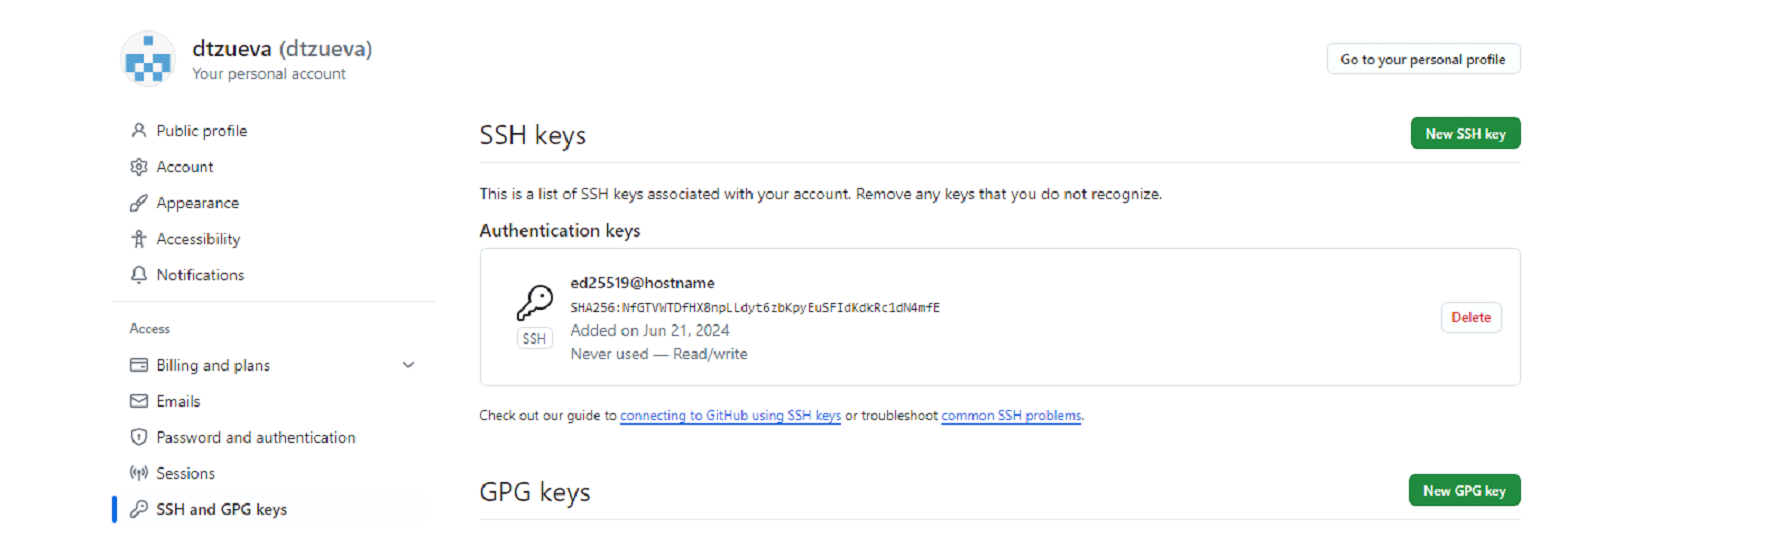 dtzueva (dtzueva)
Your personal account
Go to your personal profile
Public profile
Account
Appearance
Accessibility
Notifications
Access
Billing and plans
Emails
Password and authentication
Sessions
SSH and GPG keys
SSH keys
New SSH key
This is a list of SSH keys associated with your account. Remove any keys that you do not recognize.
Authentication keys
SSH
ed25519@hostname
SHA256:NfGTVWTDfHX8npLLdyt6zbKpyEuSFIdKdkRc1dN4mfE
Added on Jun 21, 2024
Never used — Read/write
Delete
Check out our guide to connecting to GitHub using SSH keys or troubleshoot common SSH problems.
GPG keys
New GPG key